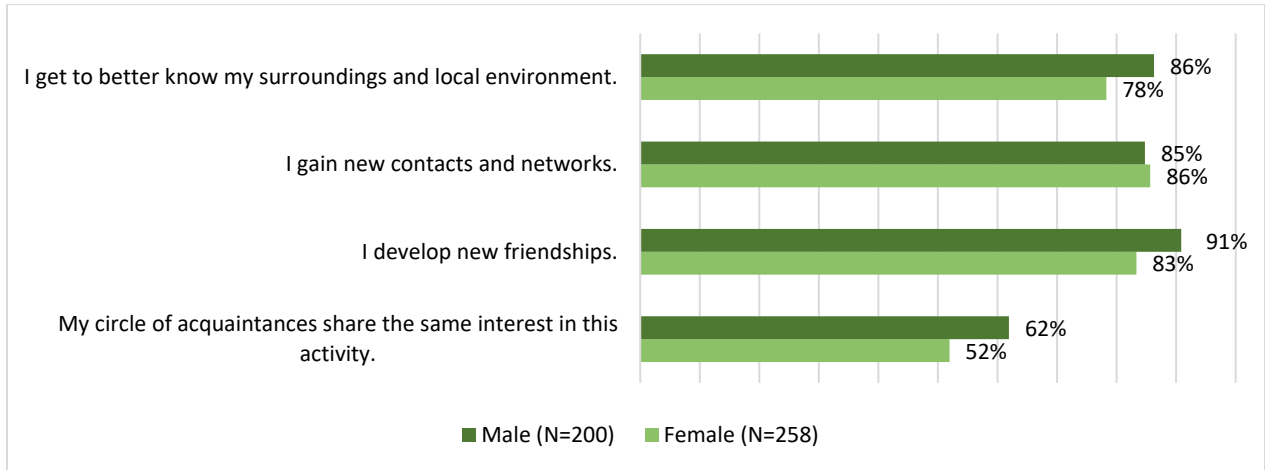 I get to better know my surroundings and local environment.
86%
78%
I gain new contacts and networks.
85%
86%
I develop new friendships.
91%
83%
My circle of acquaintances share the same interest in this
activity.
62%
52%
Male (N=200) Female (N=258)